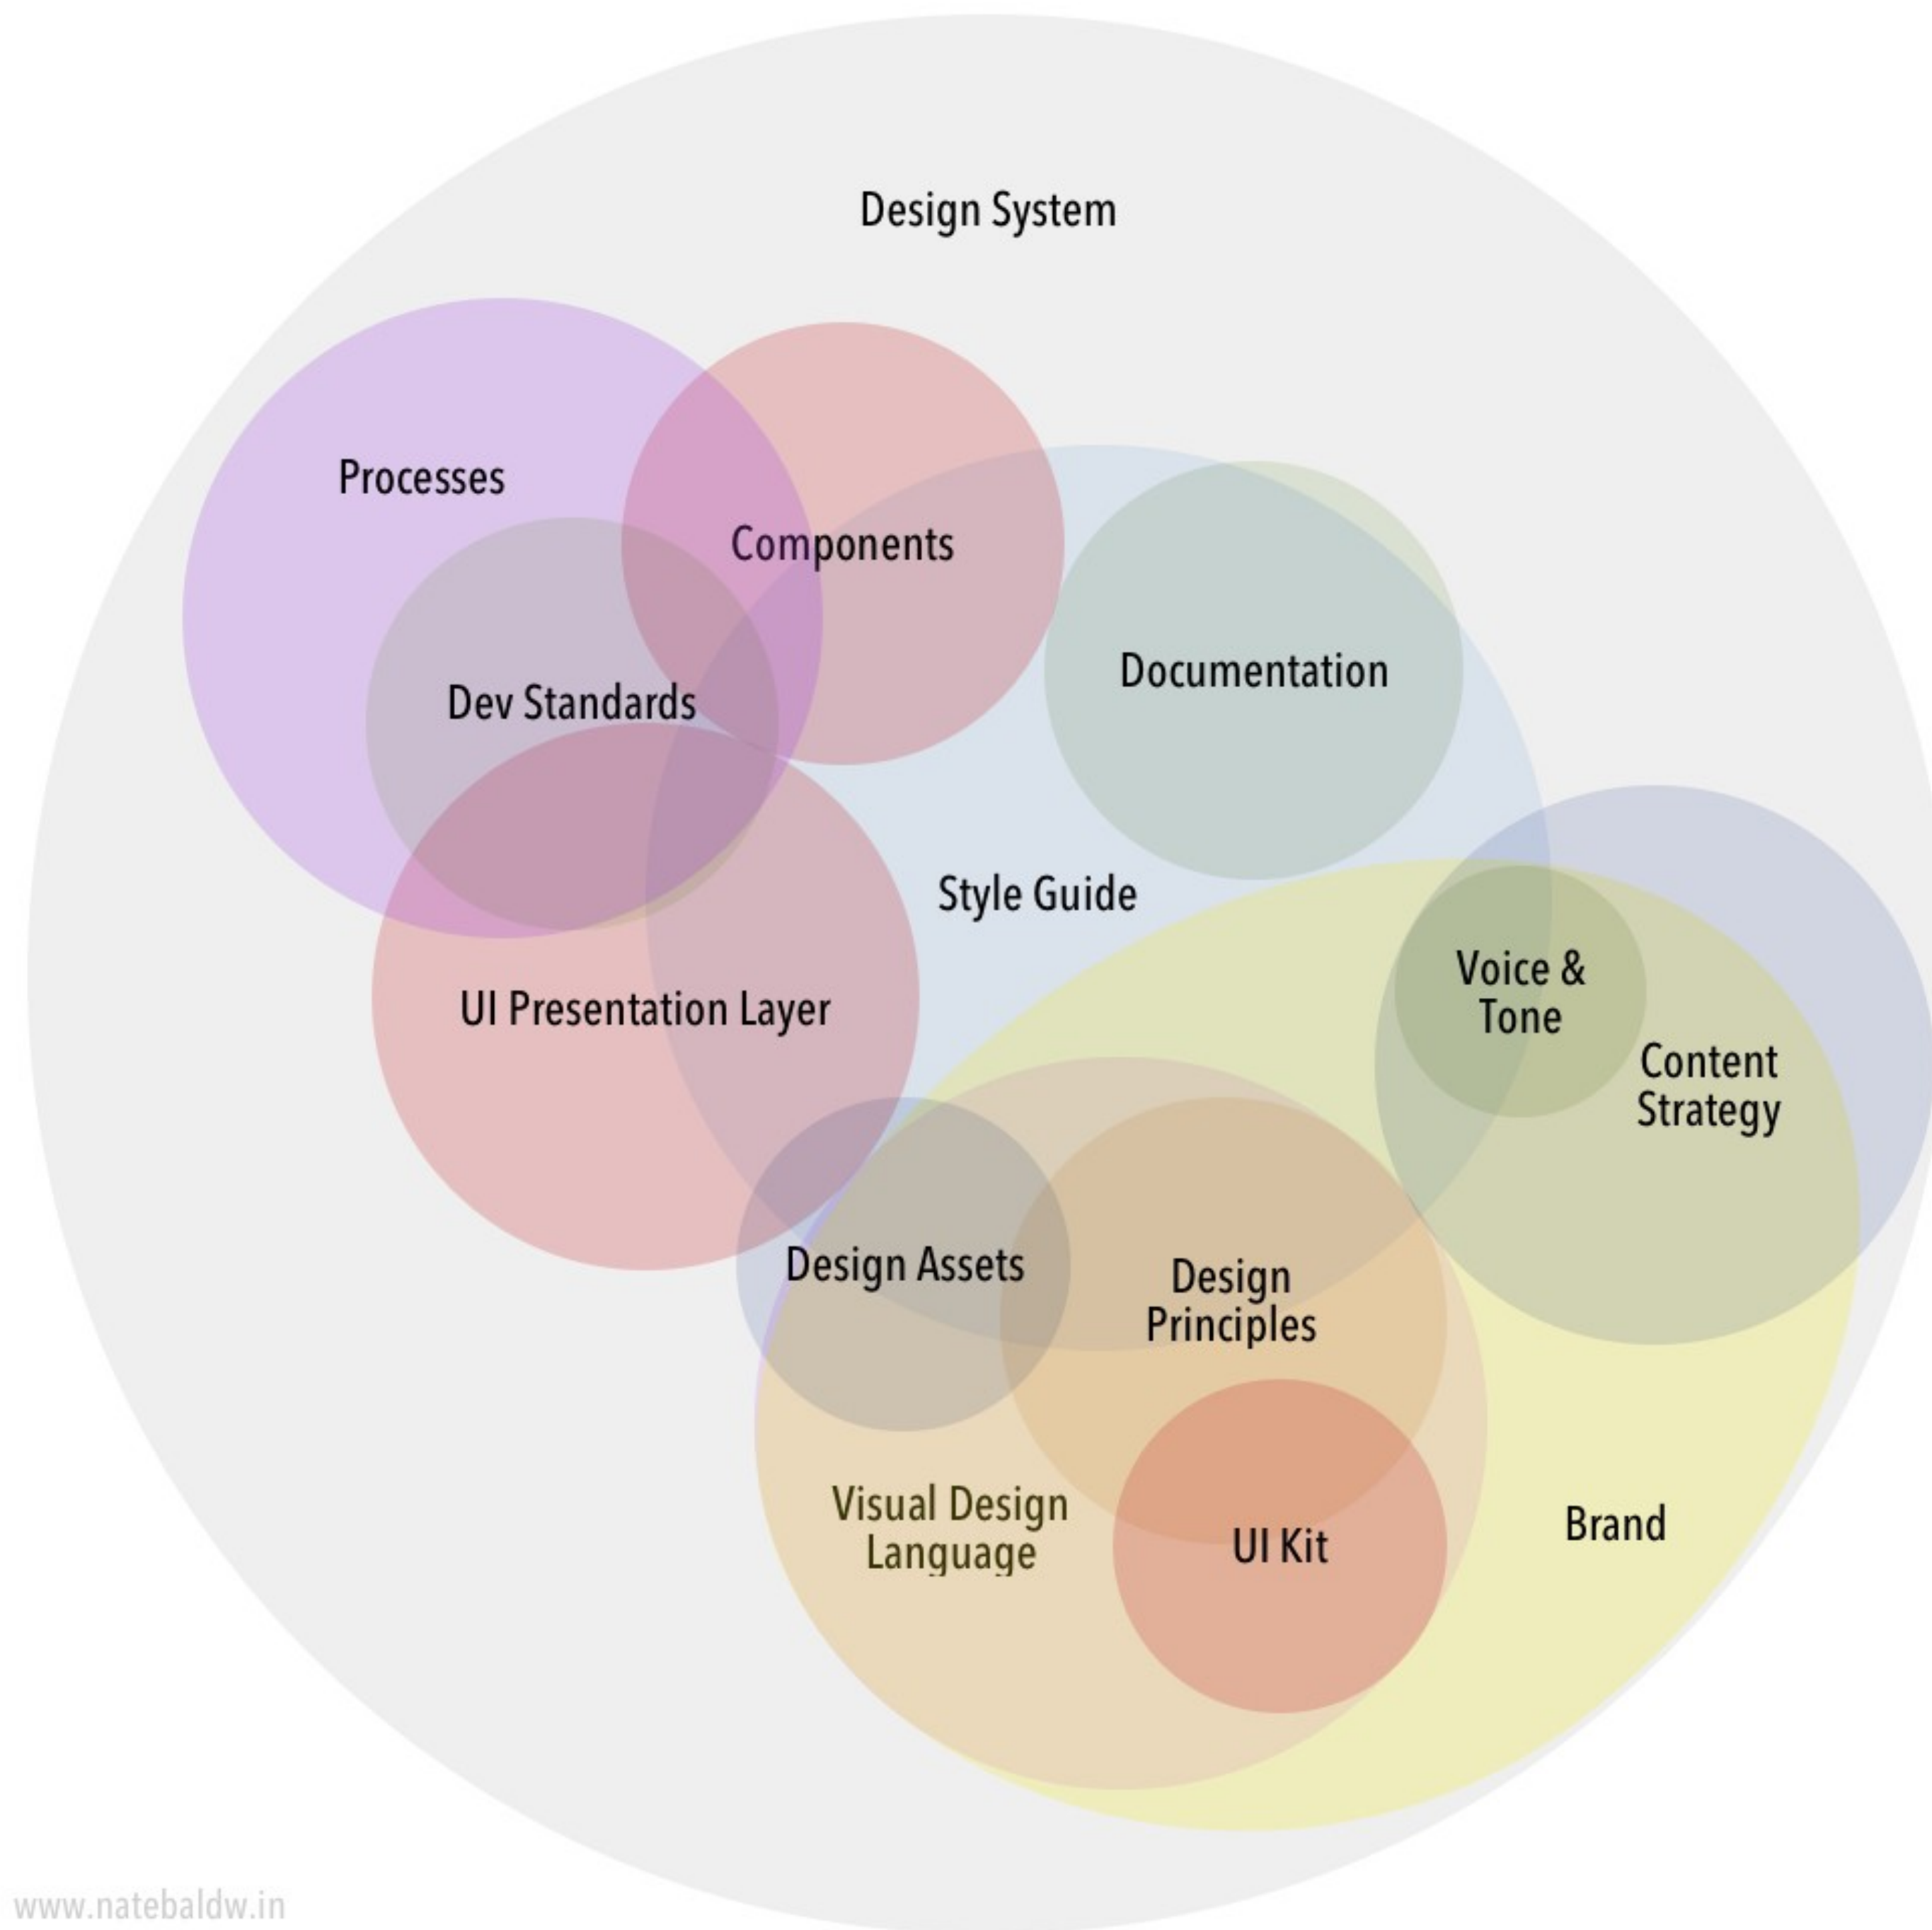 Design System
Processes
Components
Documentation
Dev Standards
Style Guide
Voice &
Tone
UI Presentation Layer
Content
Strategy
Design Assets
Design
Principles
Visual Design
Language
UI Kit
Brand
www.natebaldw.in